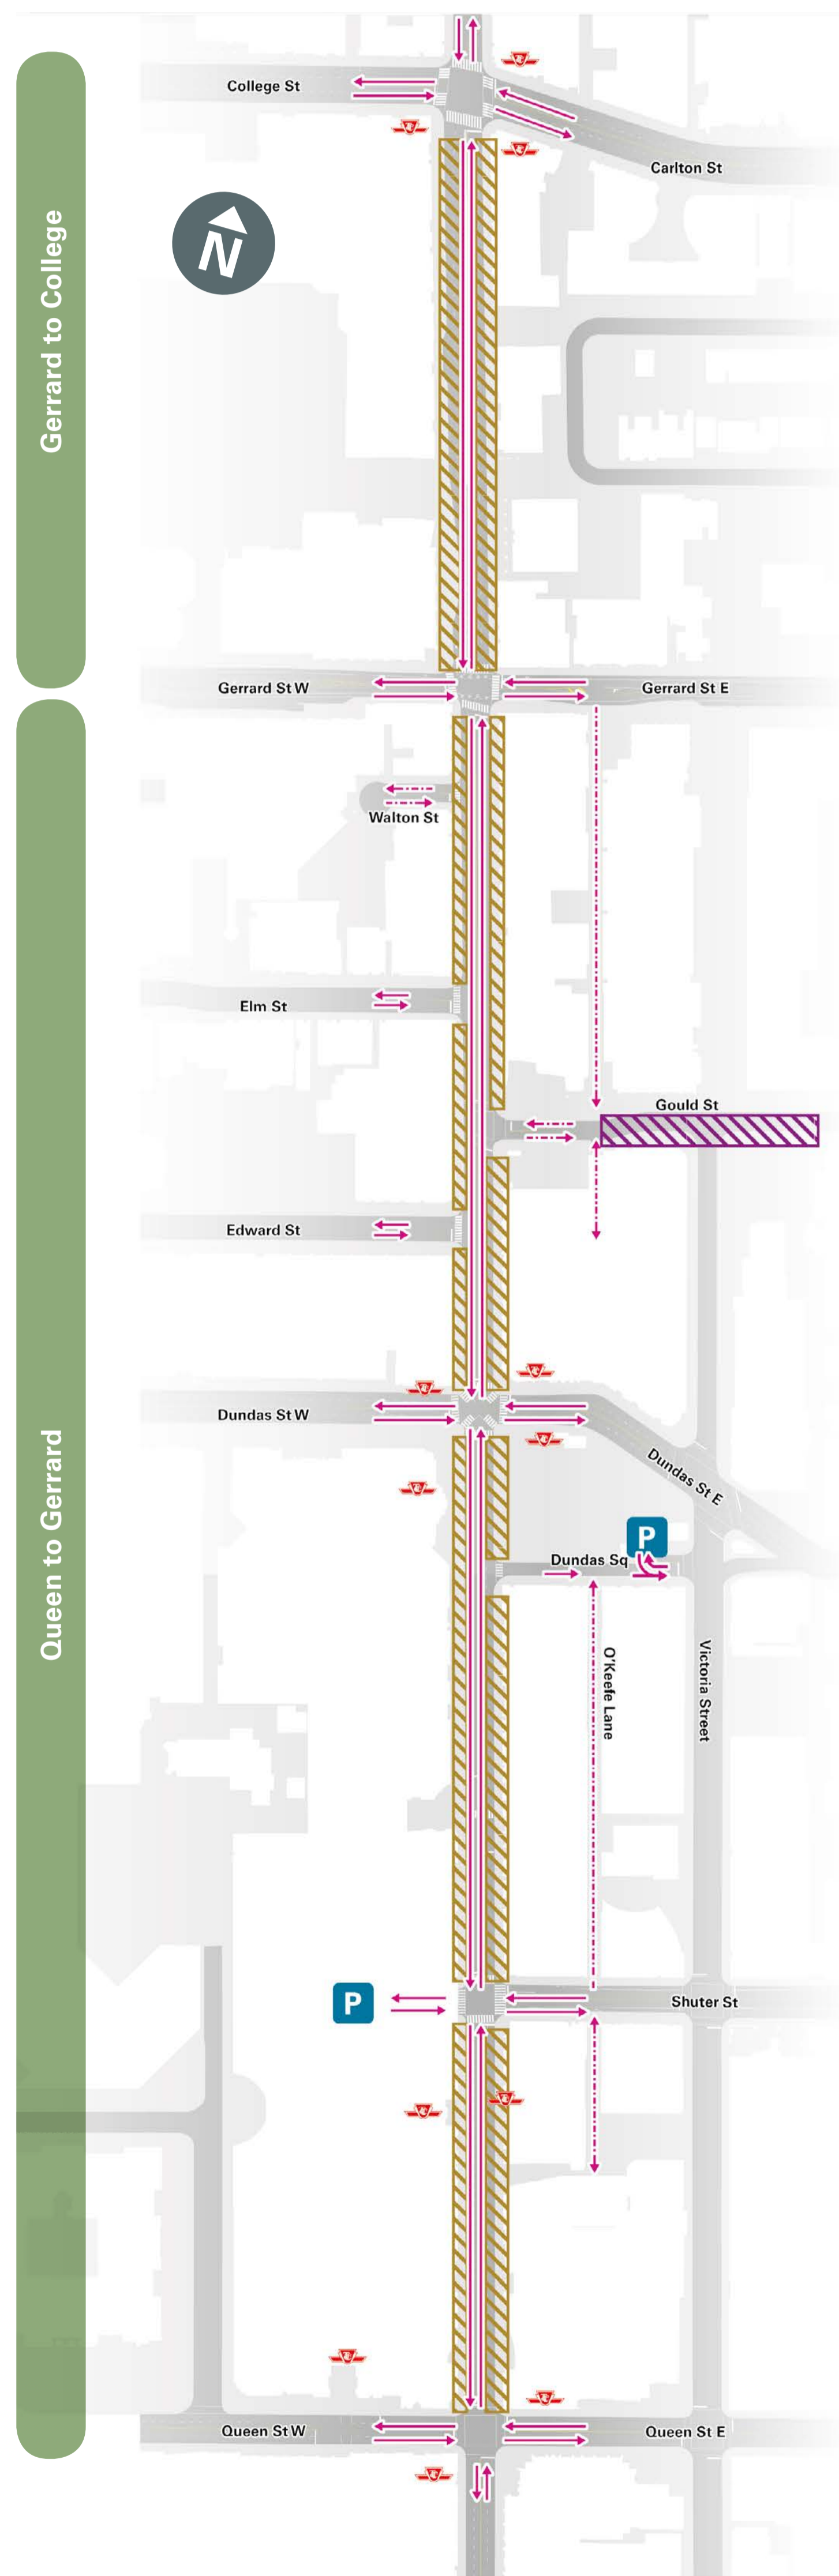 College St
Carlton St
N
Gerrard to College
Gerrard St W
Gerrard St E
Walton St
Elm St
Gould St
Edward St
Dundas St W
Dundas St E
P
Dundas Sq
Queen to Gerrard
O'Keefe Lane
Victoria Street
P
Shuter St
Queen St W
Queen St E